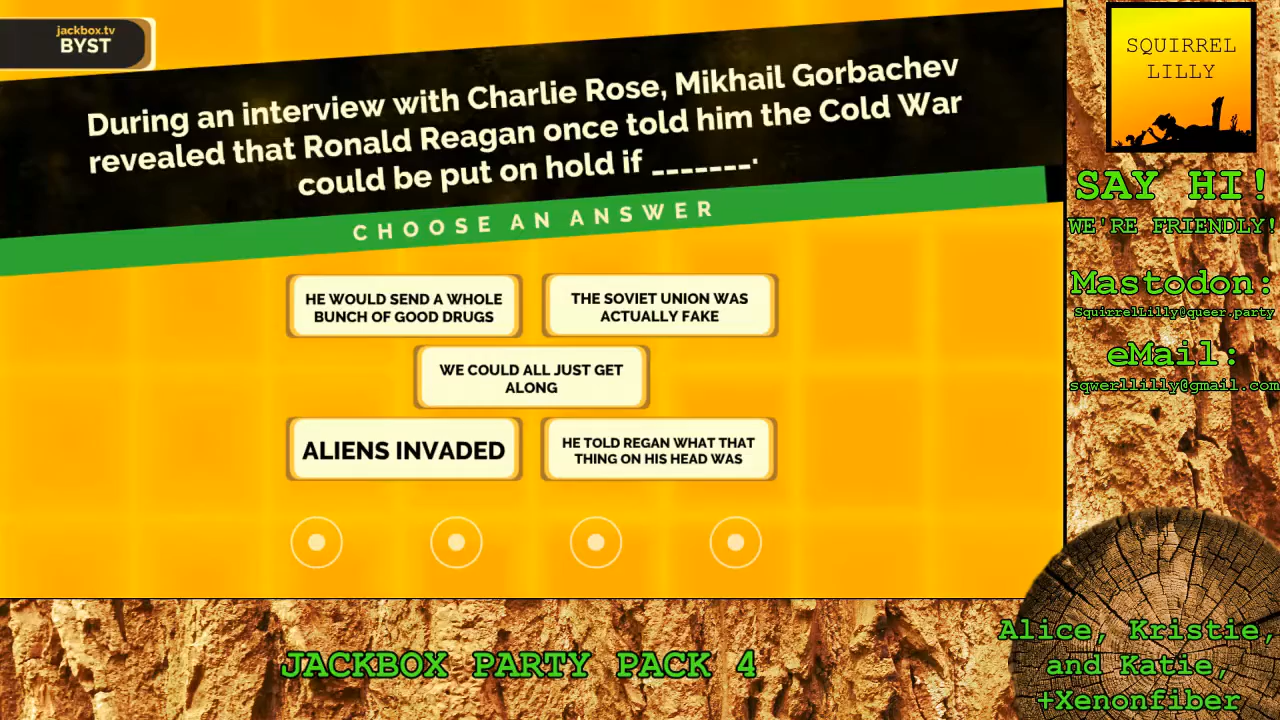 jackbox.tv
BYST
During an interview with Charlie Rose, Mikhail Gorbachev
revealed that Ronald Reagan once told him the Cold War
could be put on hold if _______.
CHOOSE AN ANSWER
HE WOULD SEND A WHOLE
BUNCH OF GOOD DRUGS
THE SOVIET UNION WAS
ACTUALLY FAKE
WE COULD ALL JUST GET
ALONG
ALIENS INVADED
HE TOLD REGAN WHAT THAT
THING ON HIS HEAD WAS
SQUIRREL
LILLY
SAY HI!
WE'RE FRIENDLY!
Mastodon:
SquirrelLilly@queer.party
eMail:
sqwerllilly@gmail.com
JACKBOX PARTY PACK 4
Alice, Kristie,
and Katie,
+Xenonfiber